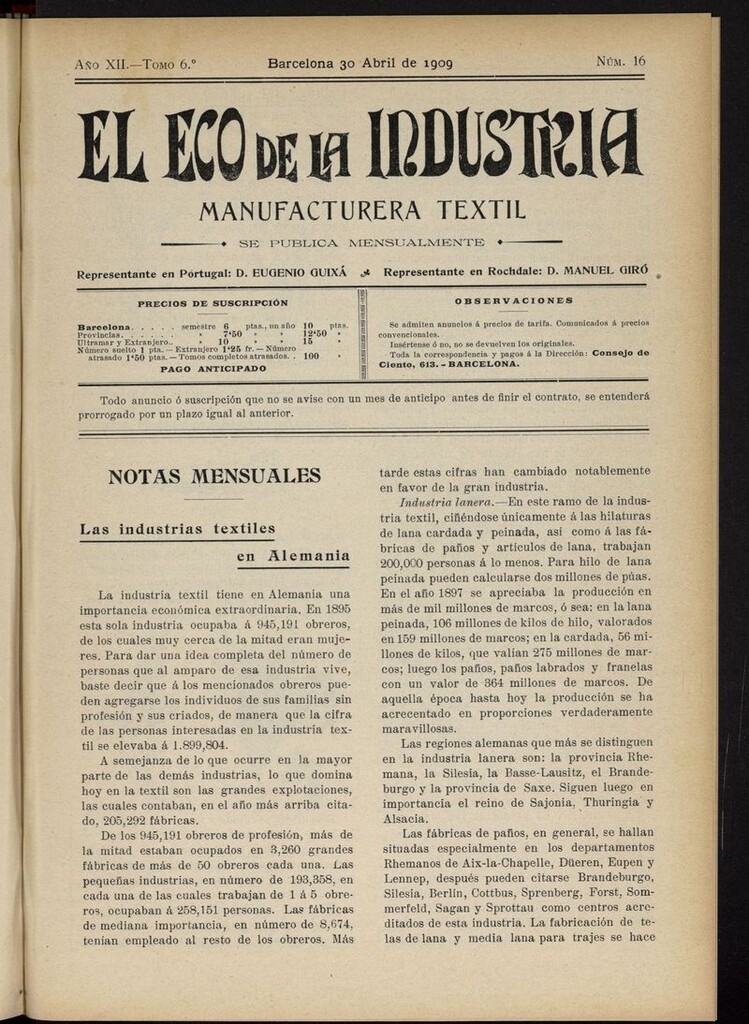 AÑO XII.—TOMO 6.º Barcelona 30 Abril de 1909 NÚM. 16
EL ECO DE LA INDUSTRIA
MANUFACTURERA TEXTIL
SE PUBLICA MENSUALMENTE
Representante en Portugal: D. EUGENIO GUIXÁ Representante en Rochdale: D. MANUEL GIRÓ
PRECIOS DE SUSCRIPCIÓN
Barcelona. . . . . semestre 6 ptas., un año 10 ptas.
Provincias. . . . . . » 7'50 » » 12'50 »
Ultramar y Extranjero.. » 10 » » 15 »
Número suelto 1 pta.—Extranjero 1'25 fr.—Número
atrasado 1'50 ptas.—Tomos completos atrasados. . 100 »
PAGO ANTICIPADO
OBSERVACIONES
Se admiten anuncios á precios de tarifa. Comunicados á precios
convencionales.
Insértense ó no, no se devuelven los originales.
Toda la correspondencia y pagos á la Dirección: Consejo de
Ciento, 613.-BARCELONA.
Todo anuncio ó suscripción que no se avise con un mes de anticipo antes de finir el contrato, se entenderá
prorrogado por un plazo igual al anterior.
NOTAS MENSUALES
Las industrias textiles
en Alemania
La industria textil tiene en Alemania una
importancia económica extraordinaria. En 1895
esta sola industria ocupaba á 945,191 obreros,
de los cuales muy cerca de la mitad eran muje-
res. Para dar una idea completa del número de
personas que al amparo de esa industria vive,
baste decir que á los mencionados obreros pue-
den agregarse los individuos de sus familias sin
profesión y sus criados, de manera que la cifra
de las personas interesadas en la industria tex-
til se elevaba á 1.899,804.
A semejanza de lo que ocurre en la mayor
parte de las demás industrias, lo que domina
hoy en la textil son las grandes explotaciones,
las cuales contaban, en el año más arriba cita-
do, 205,292 fábricas.
De los 945,191 obreros de profesión, más de
la mitad estaban ocupados en 3,260 grandes
fábricas de más de 50 obreros cada una. Las
pequeñas industrias, en número de 193,358, en
cada una de las cuales trabajan de 1 á 5 obre-
ros, ocupaban á 258,151 personas. Las fábricas
de mediana importancia, en número de 8,674,
tenían empleado al resto de los obreros. Más
tarde estas cifras han cambiado notablemente
en favor de la gran industria.
Industria lanera.—En este ramo de la indus-
tria textil, ciñéndose únicamente á las hilaturas
de lana cardada y peinada, así como á las fá-
bricas de paños y artículos de lana, trabajan
200,000 personas á lo menos. Para hilo de lana
peinada pueden calcularse dos millones de púas.
En el año 1897 se apreciaba la producción en
más de mil millones de marcos, ó sea: en la lana
peinada, 106 millones de kilos de hilo, valorados
en 159 millones de marcos; en la cardada, 56 mi-
llones de kilos, que valían 275 millones de mar-
cos; luego los paños, paños labrados y franelas
con un valor de 364 millones de marcos. De
aquella época hasta hoy la producción se ha
acrecentado en proporciones verdaderamente
maravillosas.
Las regiones alemanas que más se distinguen
en la industria lanera son: la provincia Rhe-
mana, la Silesia, la Basse-Lausitz, el Brande-
burgo y la provincia de Saxe. Siguen luego en
importancia el reino de Sajonia, Thuringia y
Alsacia.
Las fábricas de paños, en general, se hallan
situadas especialmente en los departamentos
Rhemanos de Aix-la-Chapelle, Düeren, Eupen y
Lennep, después pueden citarse Brandeburgo,
Silesia, Berlín, Cottbus, Sprenberg, Forst, Som-
merfeld, Sagan y Sprottau como centros acre-
ditados de esta industria. La fabricación de te-
las de lana y media lana para trajes se hace